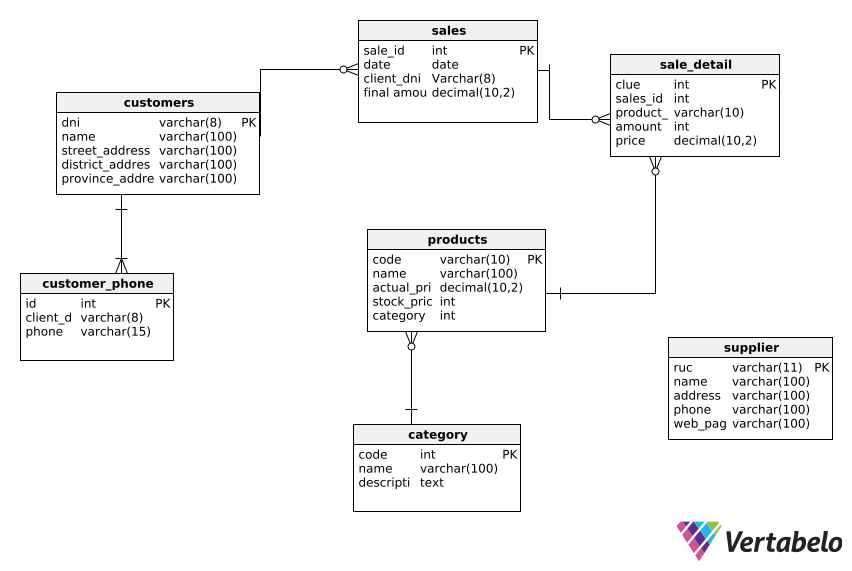 sales
sale_id int PK
date date
client_dni Varchar(8)
final amou decimal(10,2)
sale_detail
clue int PK
sales_id int
product_ varchar(10)
amount int
price decimal(10,2)
customers
dni varchar(8) PK
name varchar(100)
street_address varchar(100)
district_addres varchar(100)
province_addre varchar(100)
products
code varchar(10) PK
name varchar(100)
actual_pri decimal(10,2)
stock_pric int
category int
customer_phone
id int PK
client_d varchar(8)
phone varchar(15)
supplier
ruc varchar(11) PK
name varchar(100)
address varchar(100)
phone varchar(100)
web_pag varchar(100)
category
code int PK
name varchar(100)
descripti text
Vertabelo